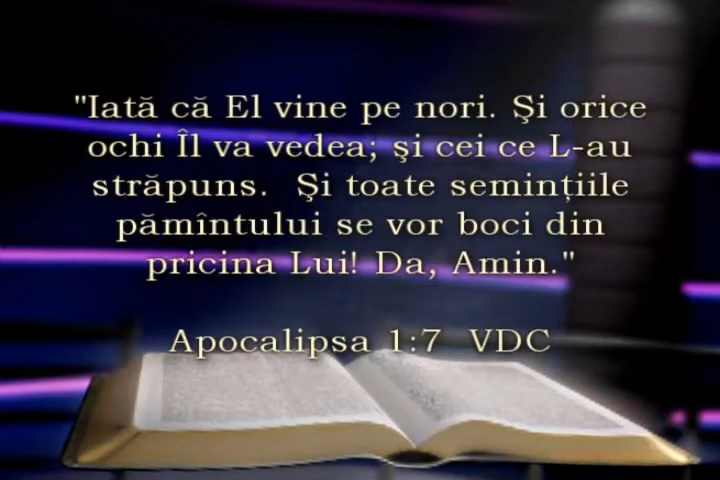 "Iată că El vine pe nori. Şi orice
ochi Îl va vedea; şi cei ce L-au
străpuns.  Şi toate seminţiile
pămîntului se vor boci din
pricina Lui! Da, Amin."
Apocalipsa 1:7  VDC